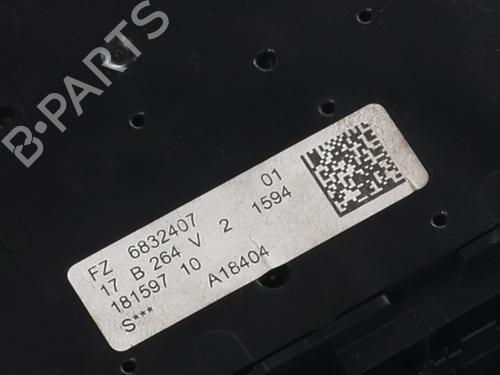 B-PARTS
FZ 6832407 01
17 B 264 V 2 1594
181597 10
S*** A18404